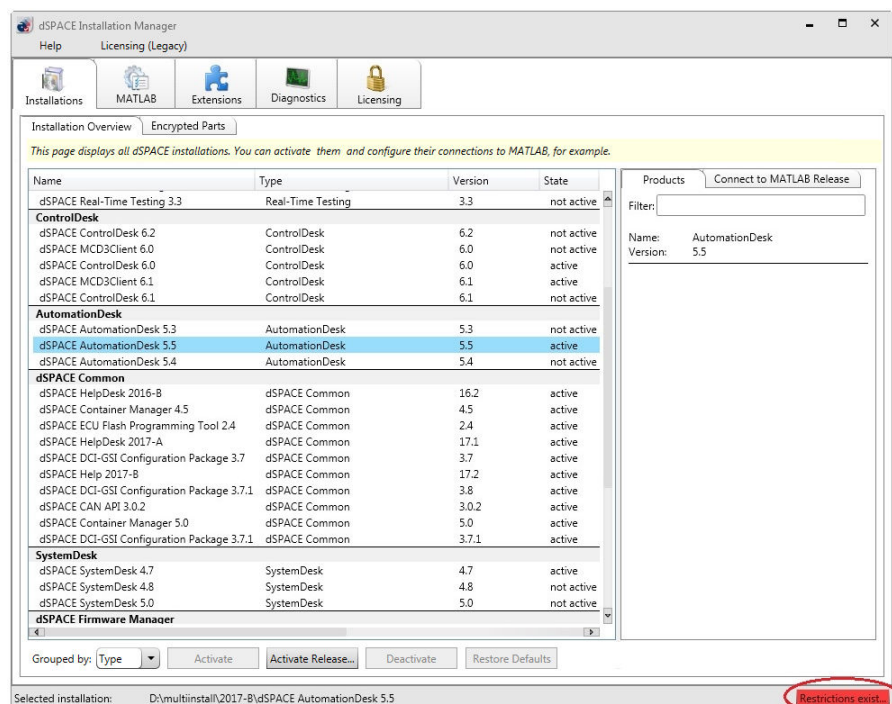 dSPACE Installation Manager
Help Licensing (Legacy)
Installations MATLAB Extensions Diagnostics Licensing
Installation Overview Encrypted Parts
This page displays all dSPACE installations. You can activate them and configure their connections to MATLAB, for example.
Name Type Version State
dSPACE Real-Time Testing 3.3 Real-Time Testing 3.3 not active
ControlDesk
dSPACE ControlDesk 6.2 ControlDesk 6.2 not active
dSPACE MCD3Client 6.0 ControlDesk 6.0 not active
dSPACE ControlDesk 6.0 ControlDesk 6.0 active
dSPACE MCD3Client 6.1 ControlDesk 6.1 active
dSPACE ControlDesk 6.1 ControlDesk 6.1 not active
AutomationDesk
dSPACE AutomationDesk 5.3 AutomationDesk 5.3 not active
dSPACE AutomationDesk 5.5 AutomationDesk 5.5 active
dSPACE AutomationDesk 5.4 AutomationDesk 5.4 not active
dSPACE Common
dSPACE HelpDesk 2016-B dSPACE Common 16.2 active
dSPACE Container Manager 4.5 dSPACE Common 4.5 active
dSPACE ECU Flash Programming Tool 2.4 dSPACE Common 2.4 active
dSPACE HelpDesk 2017-A dSPACE Common 17.1 active
dSPACE DCI-GSI Configuration Package 3.7 dSPACE Common 3.7 active
dSPACE Help 2017-B dSPACE Common 17.2 active
dSPACE DCI-GSI Configuration Package 3.7.1 dSPACE Common 3.8 active
dSPACE CAN API 3.0.2 dSPACE Common 3.0.2 active
dSPACE Container Manager 5.0 dSPACE Common 5.0 active
dSPACE DCI-GSI Configuration Package 3.7.1 dSPACE Common 3.7.1 active
SystemDesk
dSPACE SystemDesk 4.7 SystemDesk 4.7 active
dSPACE SystemDesk 4.8 SystemDesk 4.8 not active
dSPACE SystemDesk 5.0 SystemDesk 5.0 not active
dSPACE Firmware Manager
Products Connect to MATLAB Release
Filter:
Name: AutomationDesk
Version: 5.5
Grouped by: Type Activate Activate Release... Deactivate Restore Defaults
Selected installation: D:\multiinstall\2017-B\dSPACE AutomationDesk 5.5 Restrictions exist...